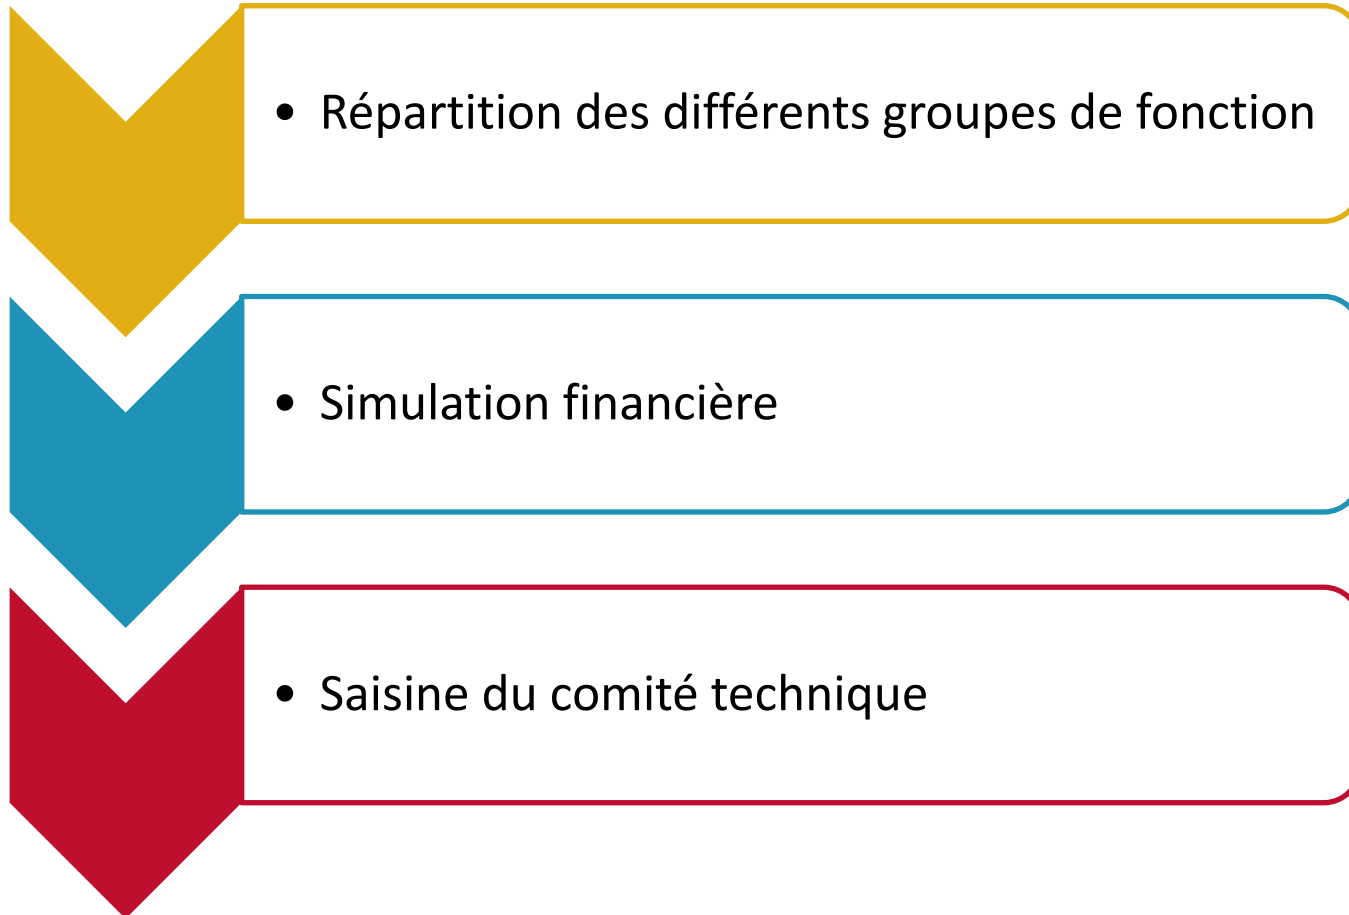 • Répartition des différents groupes de fonction
• Simulation financière
• Saisine du comité technique